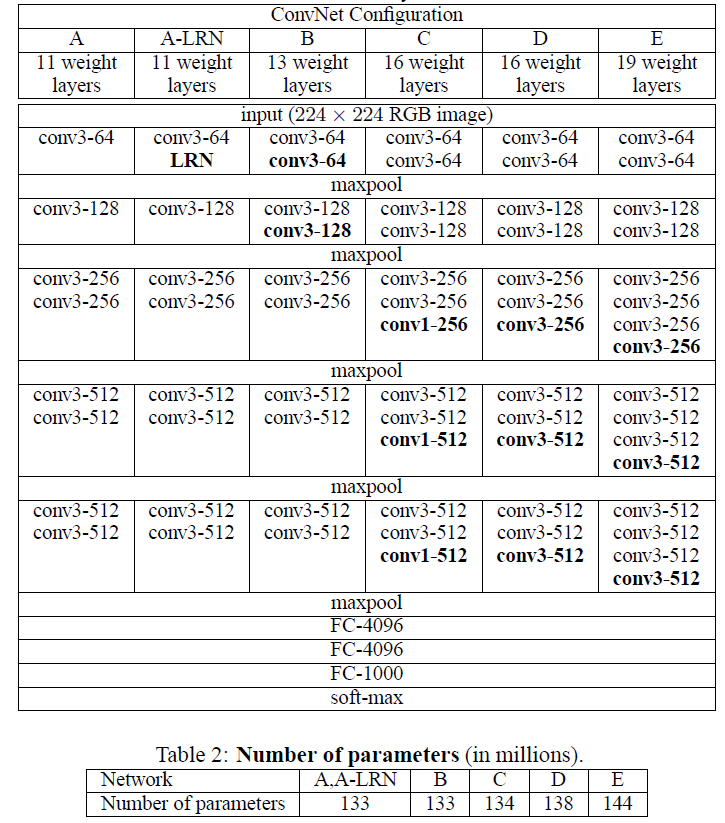 ConvNet Configuration
A A-LRN B C D E
11 weight 11 weight 13 weight 16 weight 16 weight 19 weight
layers layers layers layers layers layers
input (224 × 224 RGB image)
conv3-64 conv3-64 conv3-64 conv3-64 conv3-64 conv3-64
LRN conv3-64 conv3-64 conv3-64 conv3-64
maxpool
conv3-128 conv3-128 conv3-128 conv3-128 conv3-128 conv3-128
conv3-128 conv3-128 conv3-128 conv3-128
maxpool
conv3-256 conv3-256 conv3-256 conv3-256 conv3-256 conv3-256
conv3-256 conv3-256 conv3-256 conv3-256 conv3-256 conv3-256
conv1-256 conv3-256 conv3-256
conv3-256
maxpool
conv3-512 conv3-512 conv3-512 conv3-512 conv3-512 conv3-512
conv3-512 conv3-512 conv3-512 conv3-512 conv3-512 conv3-512
conv1-512 conv3-512 conv3-512
conv3-512
maxpool
conv3-512 conv3-512 conv3-512 conv3-512 conv3-512 conv3-512
conv3-512 conv3-512 conv3-512 conv3-512 conv3-512 conv3-512
conv1-512 conv3-512 conv3-512
conv3-512
maxpool
FC-4096
FC-4096
FC-1000
soft-max
Table 2: Number of parameters (in millions).
Network A,A-LRN B C D E
Number of parameters 133 133 134 138 144